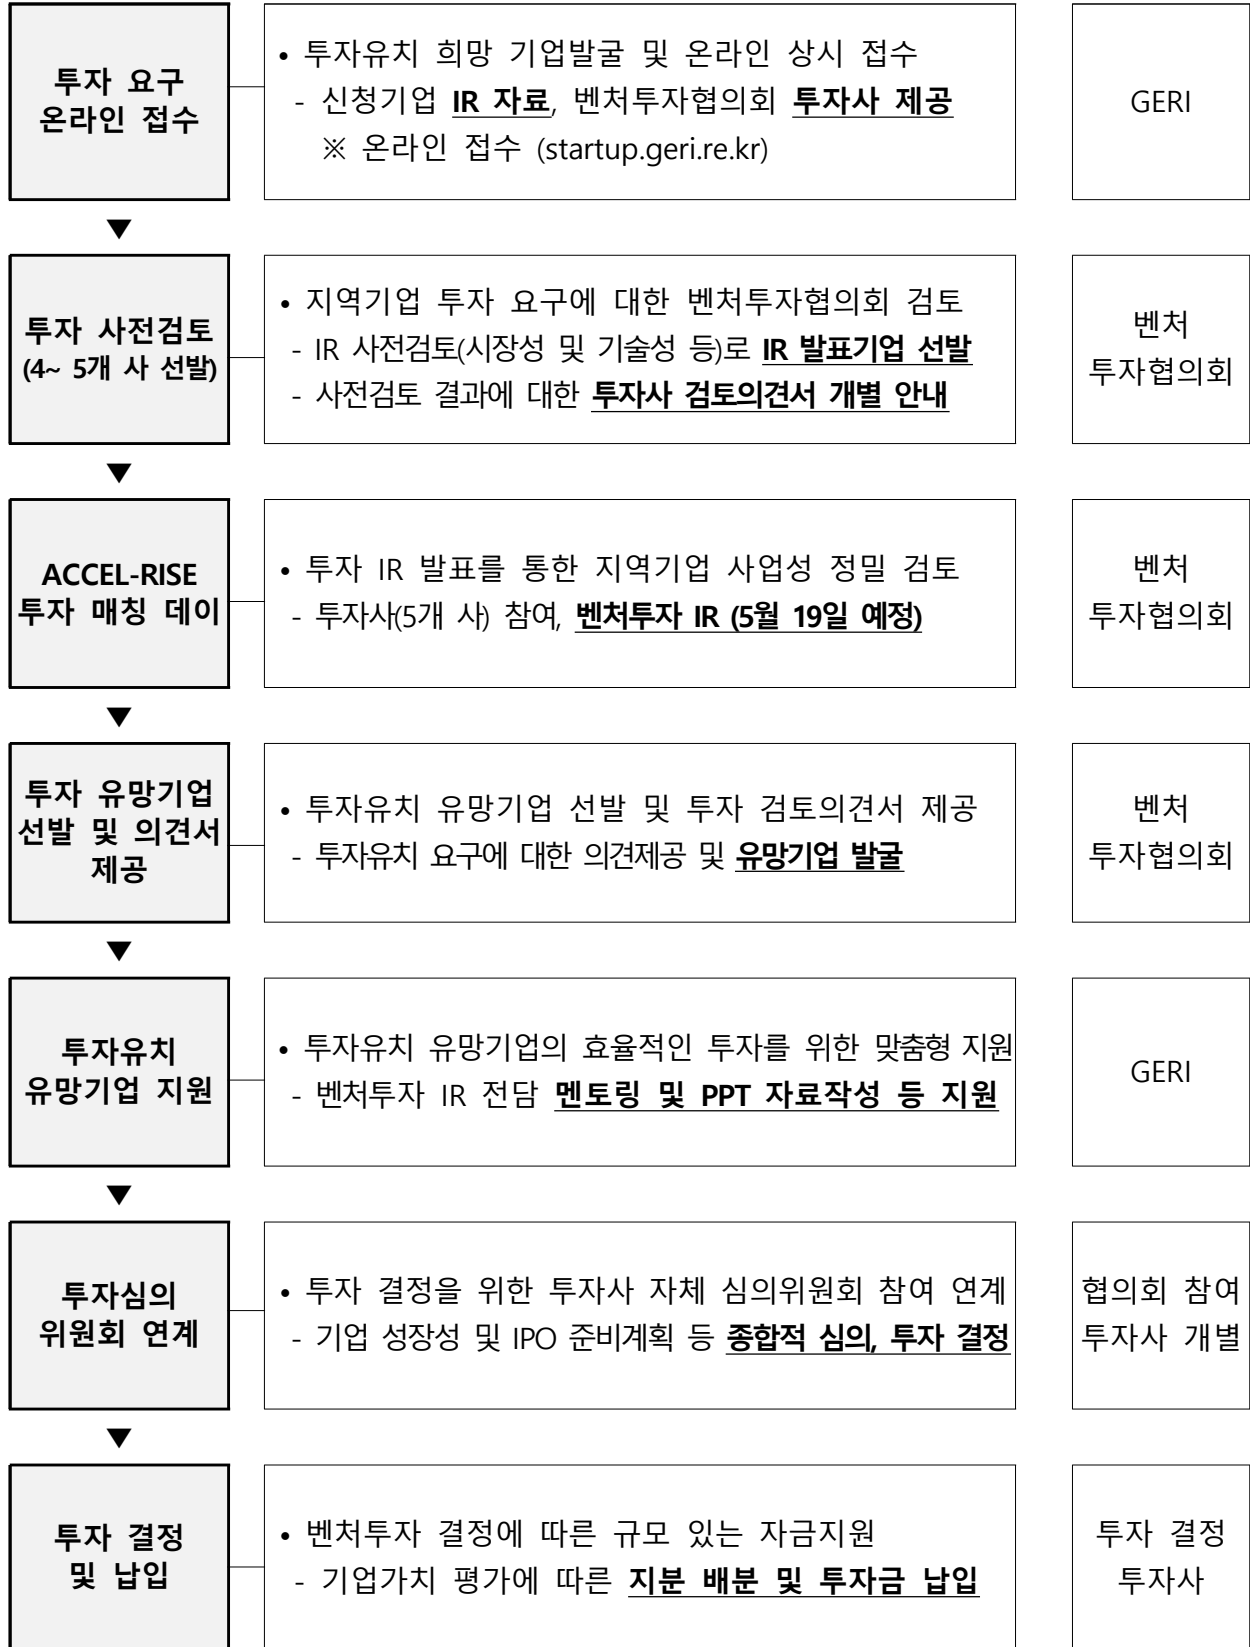 투자 요구
온라인 접수
• 투자유치 희망 기업발굴 및 온라인 상시 접수
- 신청기업 IR 자료, 벤처투자협의회 투자사 제공
※ 온라인 접수 (startup.geri.re.kr)
GERI
▼
투자 사전검토
(4~ 5개 사 선발)
• 지역기업 투자 요구에 대한 벤처투자협의회 검토
- IR 사전검토(시장성 및 기술성 등)로 IR 발표기업 선발
- 사전검토 결과에 대한 투자사 검토의견서 개별 안내
벤처
투자협의회
▼
ACCEL-RISE
투자 매칭 데이
• 투자 IR 발표를 통한 지역기업 사업성 정밀 검토
- 투자사(5개 사) 참여, 벤처투자 IR (5월 19일 예정)
벤처
투자협의회
▼
투자 유망기업
선발 및 의견서
제공
• 투자유치 유망기업 선발 및 투자 검토의견서 제공
- 투자유치 요구에 대한 의견제공 및 유망기업 발굴
벤처
투자협의회
▼
투자유치
유망기업 지원
• 투자유치 유망기업의 효율적인 투자를 위한 맞춤형 지원
- 벤처투자 IR 전담 멘토링 및 PPT 자료작성 등 지원
GERI
▼
투자심의
위원회 연계
• 투자 결정을 위한 투자사 자체 심의위원회 참여 연계
- 기업 성장성 및 IPO 준비계획 등 종합적 심의, 투자 결정
협의회 참여
투자사 개별
▼
투자 결정
및 납입
• 벤처투자 결정에 따른 규모 있는 자금지원
- 기업가치 평가에 따른 지분 배분 및 투자금 납입
투자 결정
투자사